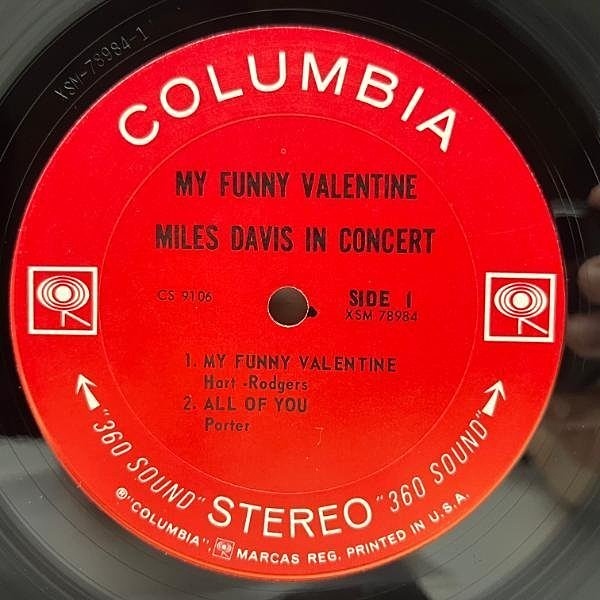 XSM-78984-1
COLUMBIA
MY FUNNY VALENTINE
MILES DAVIS IN CONCERT
CS 9106
SIDE 1
XSM 78984
1. MY FUNNY VALENTINE
Hart - Rodgers
2. ALL OF YOU
Porter
"360 SOUND" STEREO "360 SOUND"
® "COLUMBIA", MARCAS REG. PRINTED IN U.S.A.